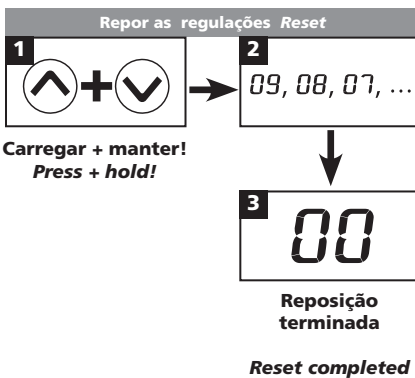 Repor as regulações Reset
1
+
Carregar + manter!
Press + hold!
2
09, 08, 07, ...
3
00
Reposição
terminada
Reset completed